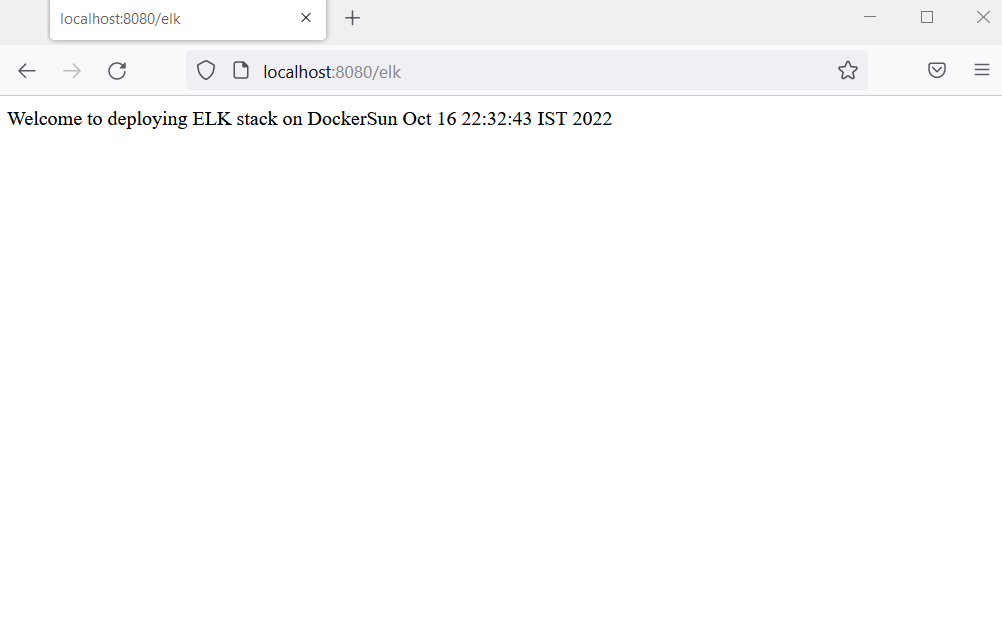 localhost:8080/elk
localhost:8080/elk
Welcome to deploying ELK stack on DockerSun Oct 16 22:32:43 IST 2022